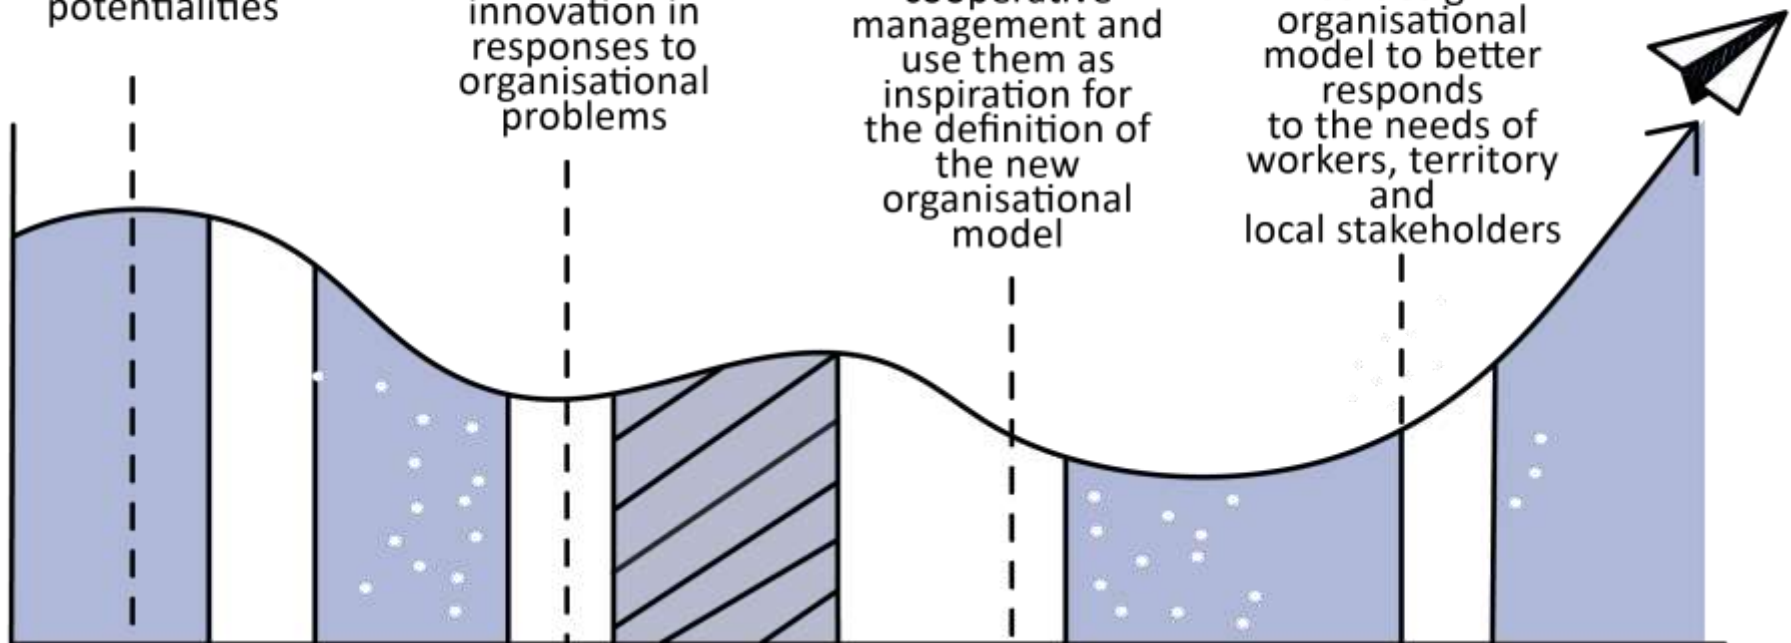 potentialities
innovation in
responses to
organisational
problems
cooperative
management and
use them as
inspiration for
the definition of
the new
organisational
model
organisational
model to better
responds
to the needs of
workers, territory
and
local stakeholders